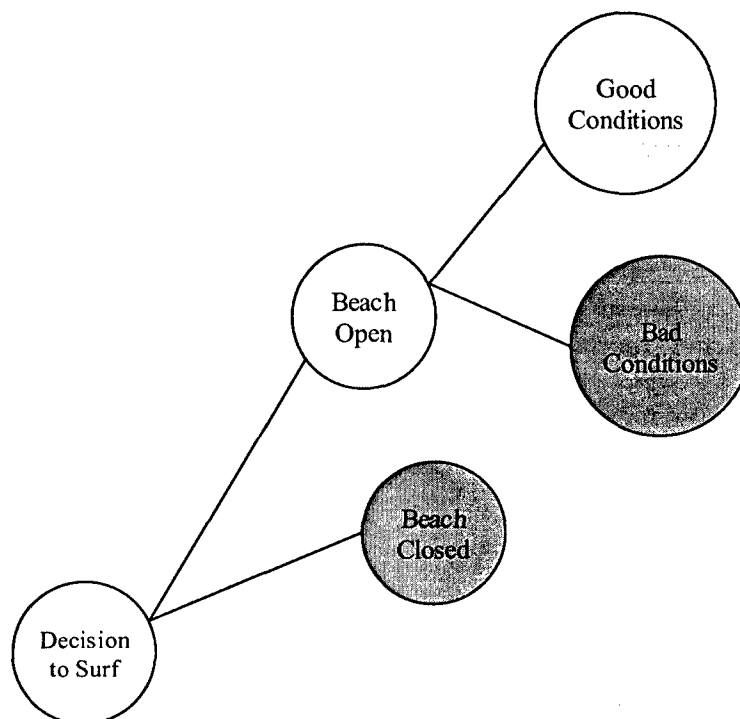 Good
Conditions
Beach
Open
Bad
Conditions
Beach
Closed
Decision
to Surf